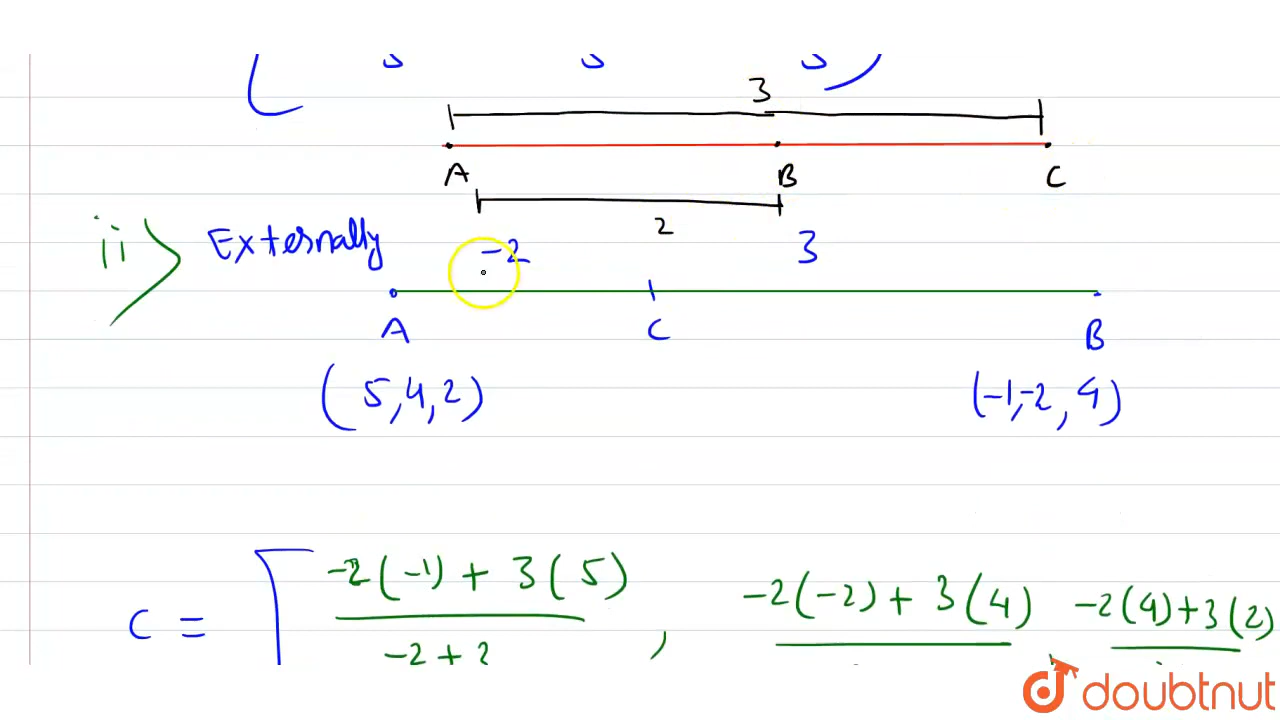 3
A B C
2
ii) Externally -2 3
A C B
(5,4,2) (-1,-2,4)
C = [ -2(-1) + 3(5) , -2(-2) + 3(4) , -2(4)+3(2)
-2+3
doubtnut